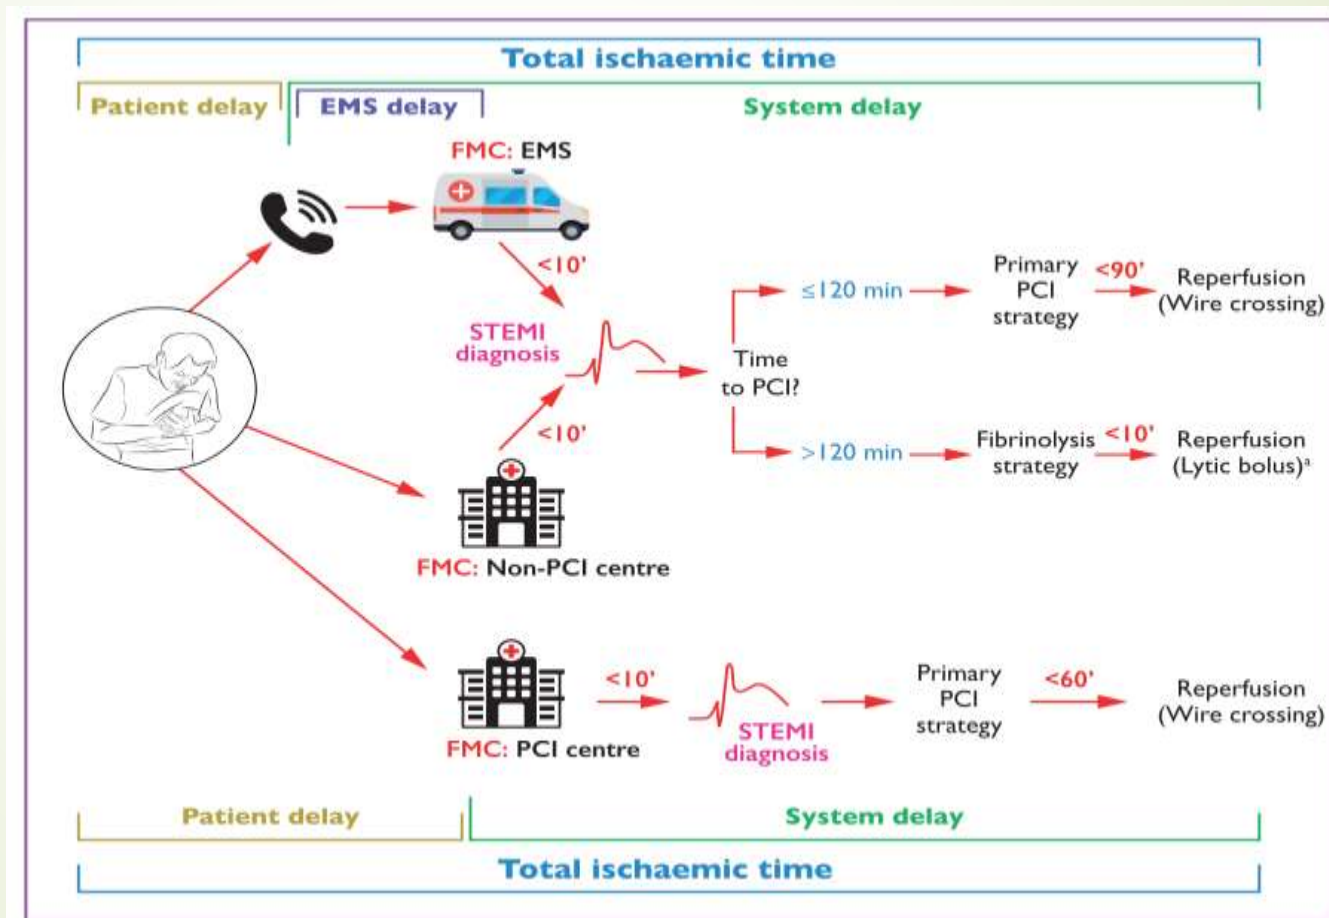 Total ischaemic time
Patient delay
EMS delay
System delay
FMC: EMS
<10'
STEMI
diagnosis
<10'
FMC: Non-PCI centre
Time
to PCI?
≤120 min
Primary
PCI
strategy
<90'
Reperfusion
(Wire crossing)
>120 min
Fibrinolysis
strategy
<10'
Reperfusion
(Lytic bolus)ª
FMC: PCI centre
<10'
STEMI
diagnosis
Primary
PCI
strategy
<60'
Reperfusion
(Wire crossing)
Patient delay
System delay
Total ischaemic time